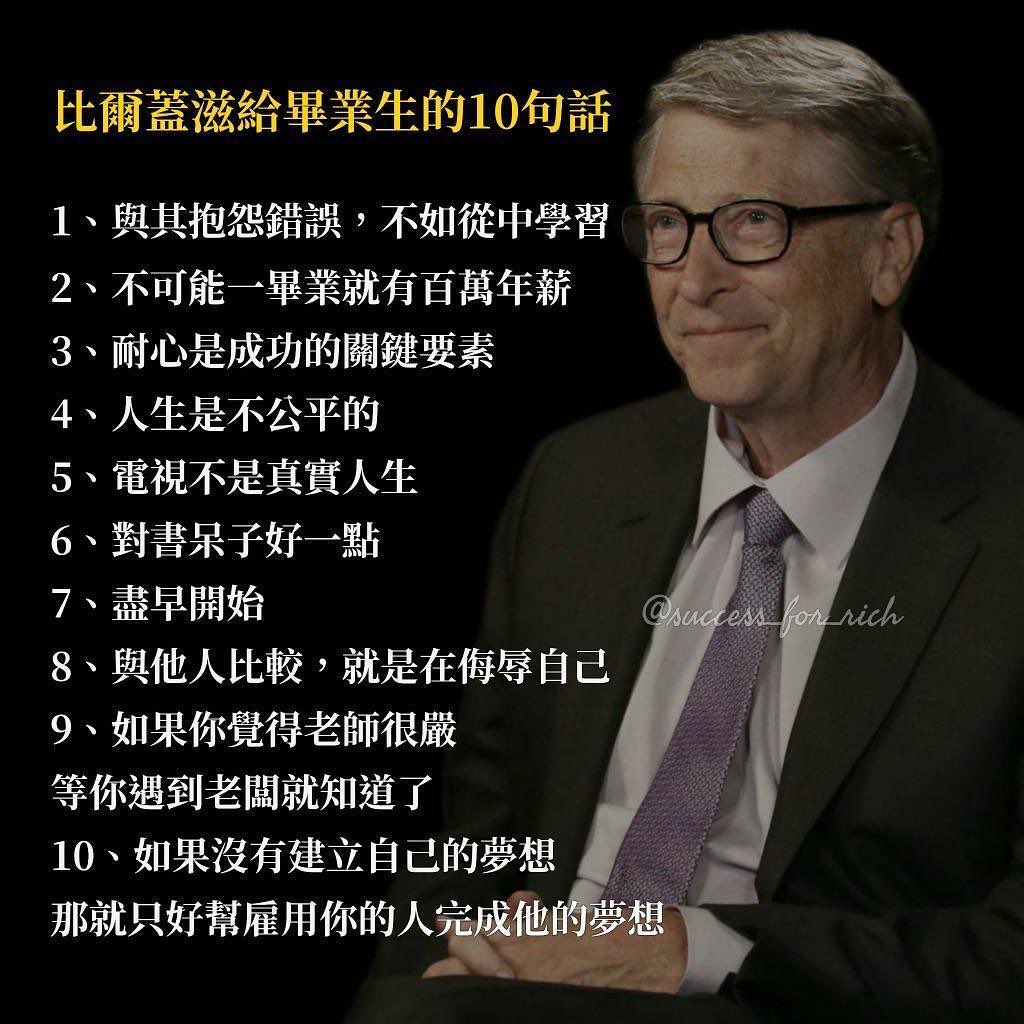 比爾蓋滋給畢業生的10句話
1、與其抱怨錯誤，不如從中學習
2、不可能一畢業就有百萬年薪
3、耐心是成功的關鍵要素
4、人生是不公平的
5、電視不是真實人生
6、對書呆子好一點
7、盡早開始
@success_for_rich
8、與他人比較，就是在侮辱自己
9、如果你覺得老師很嚴
等你遇到老闆就知道了
10、如果沒有建立自己的夢想
那就只好幫雇用你的人完成他的夢想